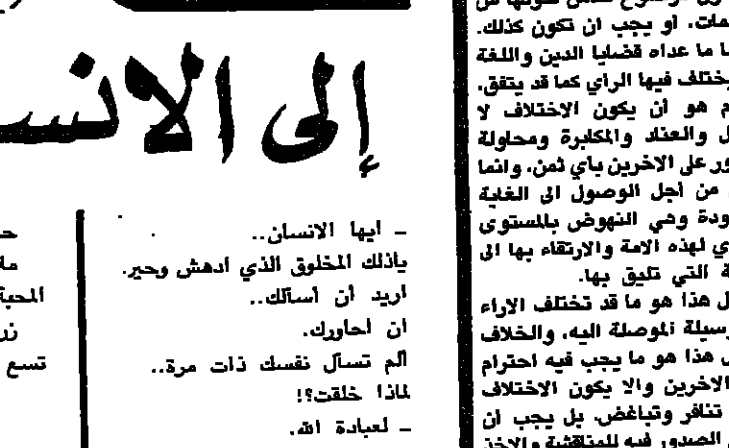 إلى الانس
مات، او يجب ان تكون كذلك.
ما عداه قضايا الدين واللغة
يختلف فيها الرأي كما قد يتفق.
هو أن يكون الاختلاف لا
والعناد والمكابرة ومحاولة
على الاخرين باي ثمن، وانما
من أجل الوصول الى الغاية
ودة وهي النهوض بالمستوى
لهذه الامة والارتقاء بها الى
التي تليق بها.
هذا هو ما قد تختلف الاراء
وسيلة الموصلة اليه، والخلاف
هذا هو ما يجب فيه احترام
الاخرين والا يكون الاختلاف
تنافر وتباغض. بل يجب أن
الصدور فيه للمناقشة والاخذ
ـ ايها الانسان..
ياذلك المخلوق الذي ادهش وحير.
اريد أن أسألك..
ان احاورك.
ألم تسأل نفسك ذات مرة..
لماذا خلقت؟!
ـ لعبادة الله.
المحبة
تسع